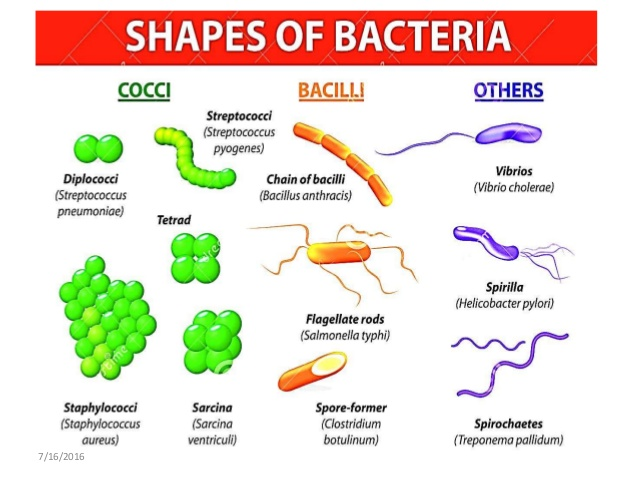 SHAPES OF BACTERIA
COCCI
Diplococci
(Streptococcus
pneumoniae)
Streptococci
(Streptococcus
pyogenes)
Tetrad
Staphylococci
(Staphylococcus
aureus)
Sarcina
(Sarcina
ventriculi)
BACILLI
Chain of bacilli
(Bacillus anthracis)
Flagellate rods
(Salmonella typhi)
Spore-former
(Clostridium
botulinum)
OTHERS
Vibrios
(Vibrio cholerae)
Spirilla
(Helicobacter pylori)
Spirochaetes
(Treponema pallidum)
7/16/2016